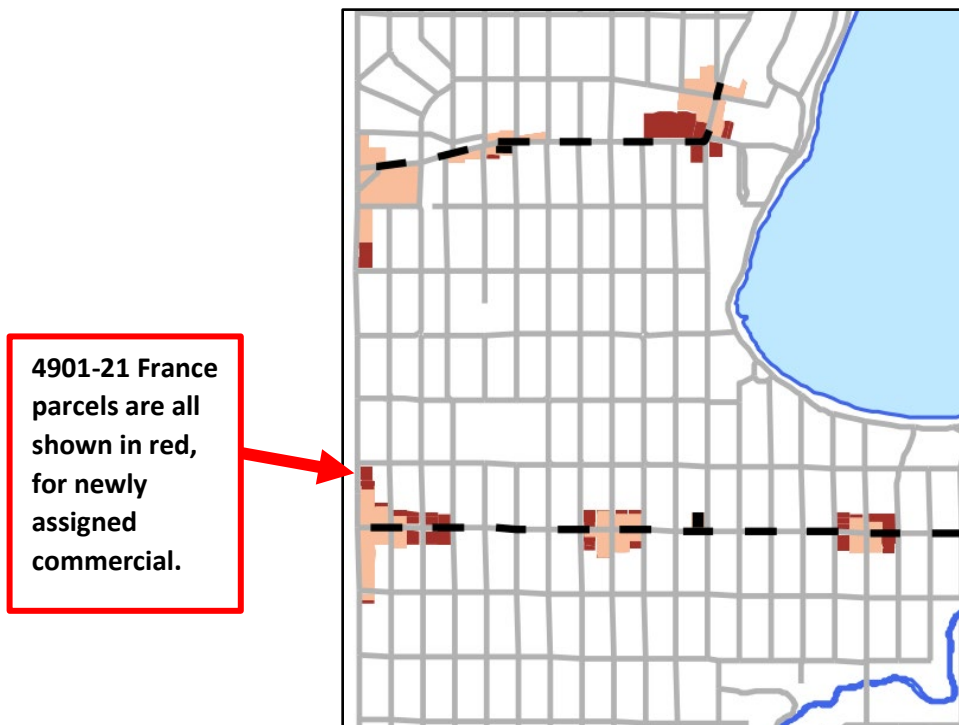 4901-21 France
parcels are all
shown in red,
for newly
assigned
commercial.